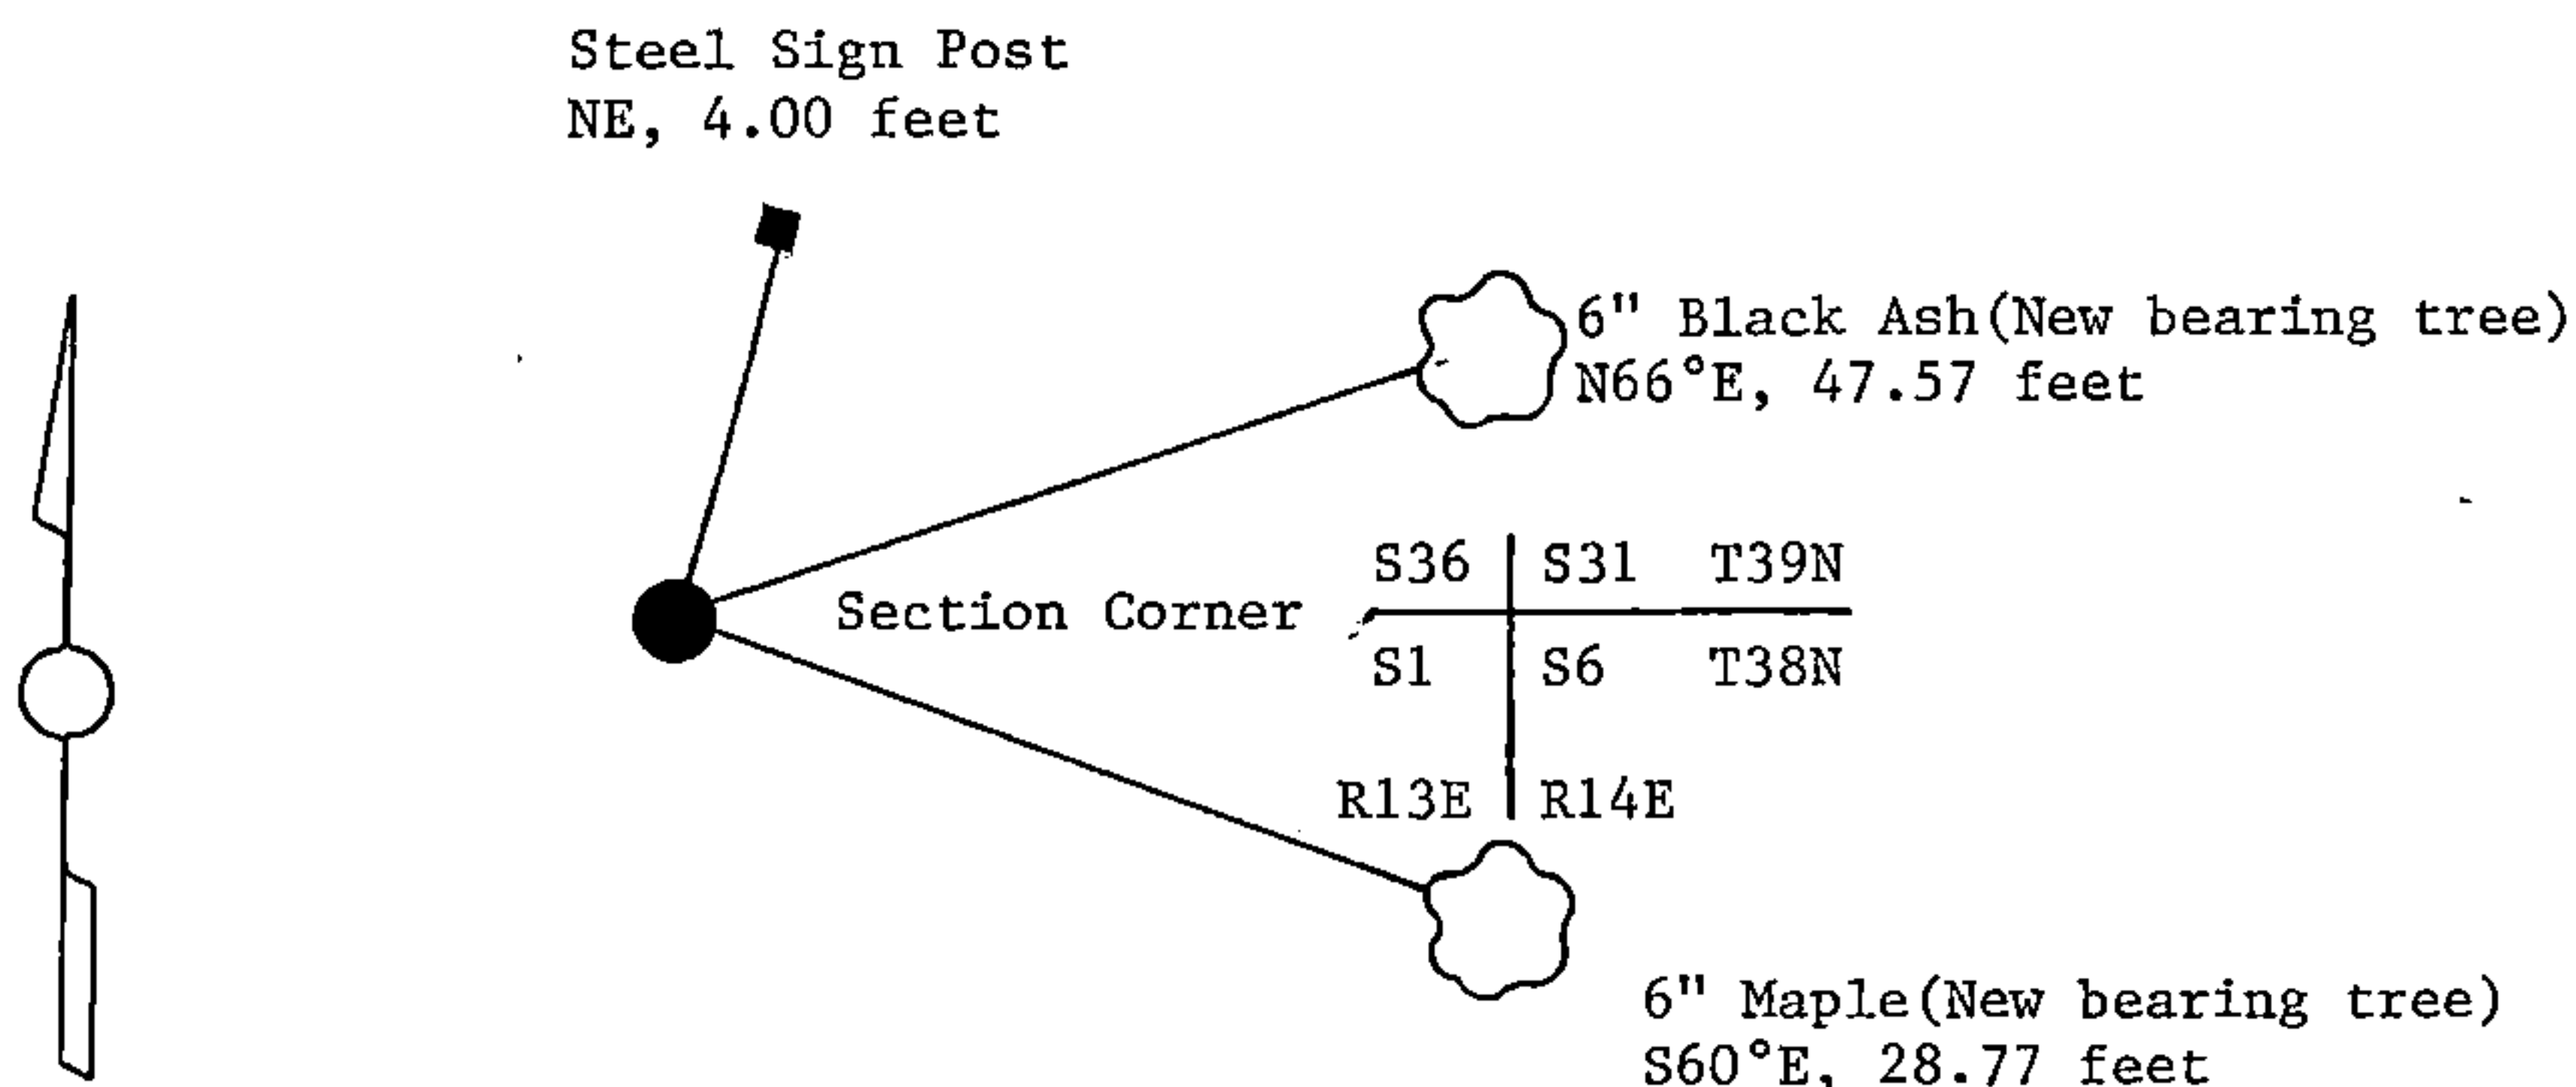 Steel Sign Post
NE, 4.00 feet
6" Black Ash(New bearing tree)
N66°E, 47.57 feet
S36 S31 T39N
Section Corner
S1 S6 T38N
R13E R14E
6" Maple(New bearing tree)
S60°E, 28.77 feet